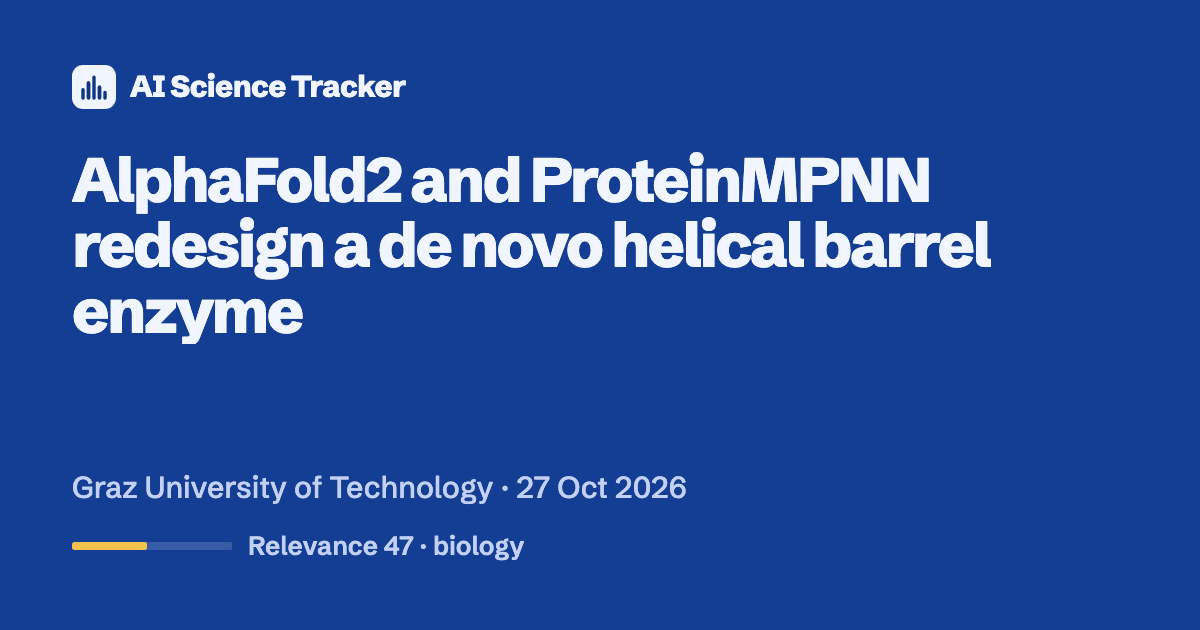 AI Science Tracker
AlphaFold2 and ProteinMPNN
redesign a de novo helical barrel
enzyme
Graz University of Technology · 27 Oct 2026
Relevance 47 · biology